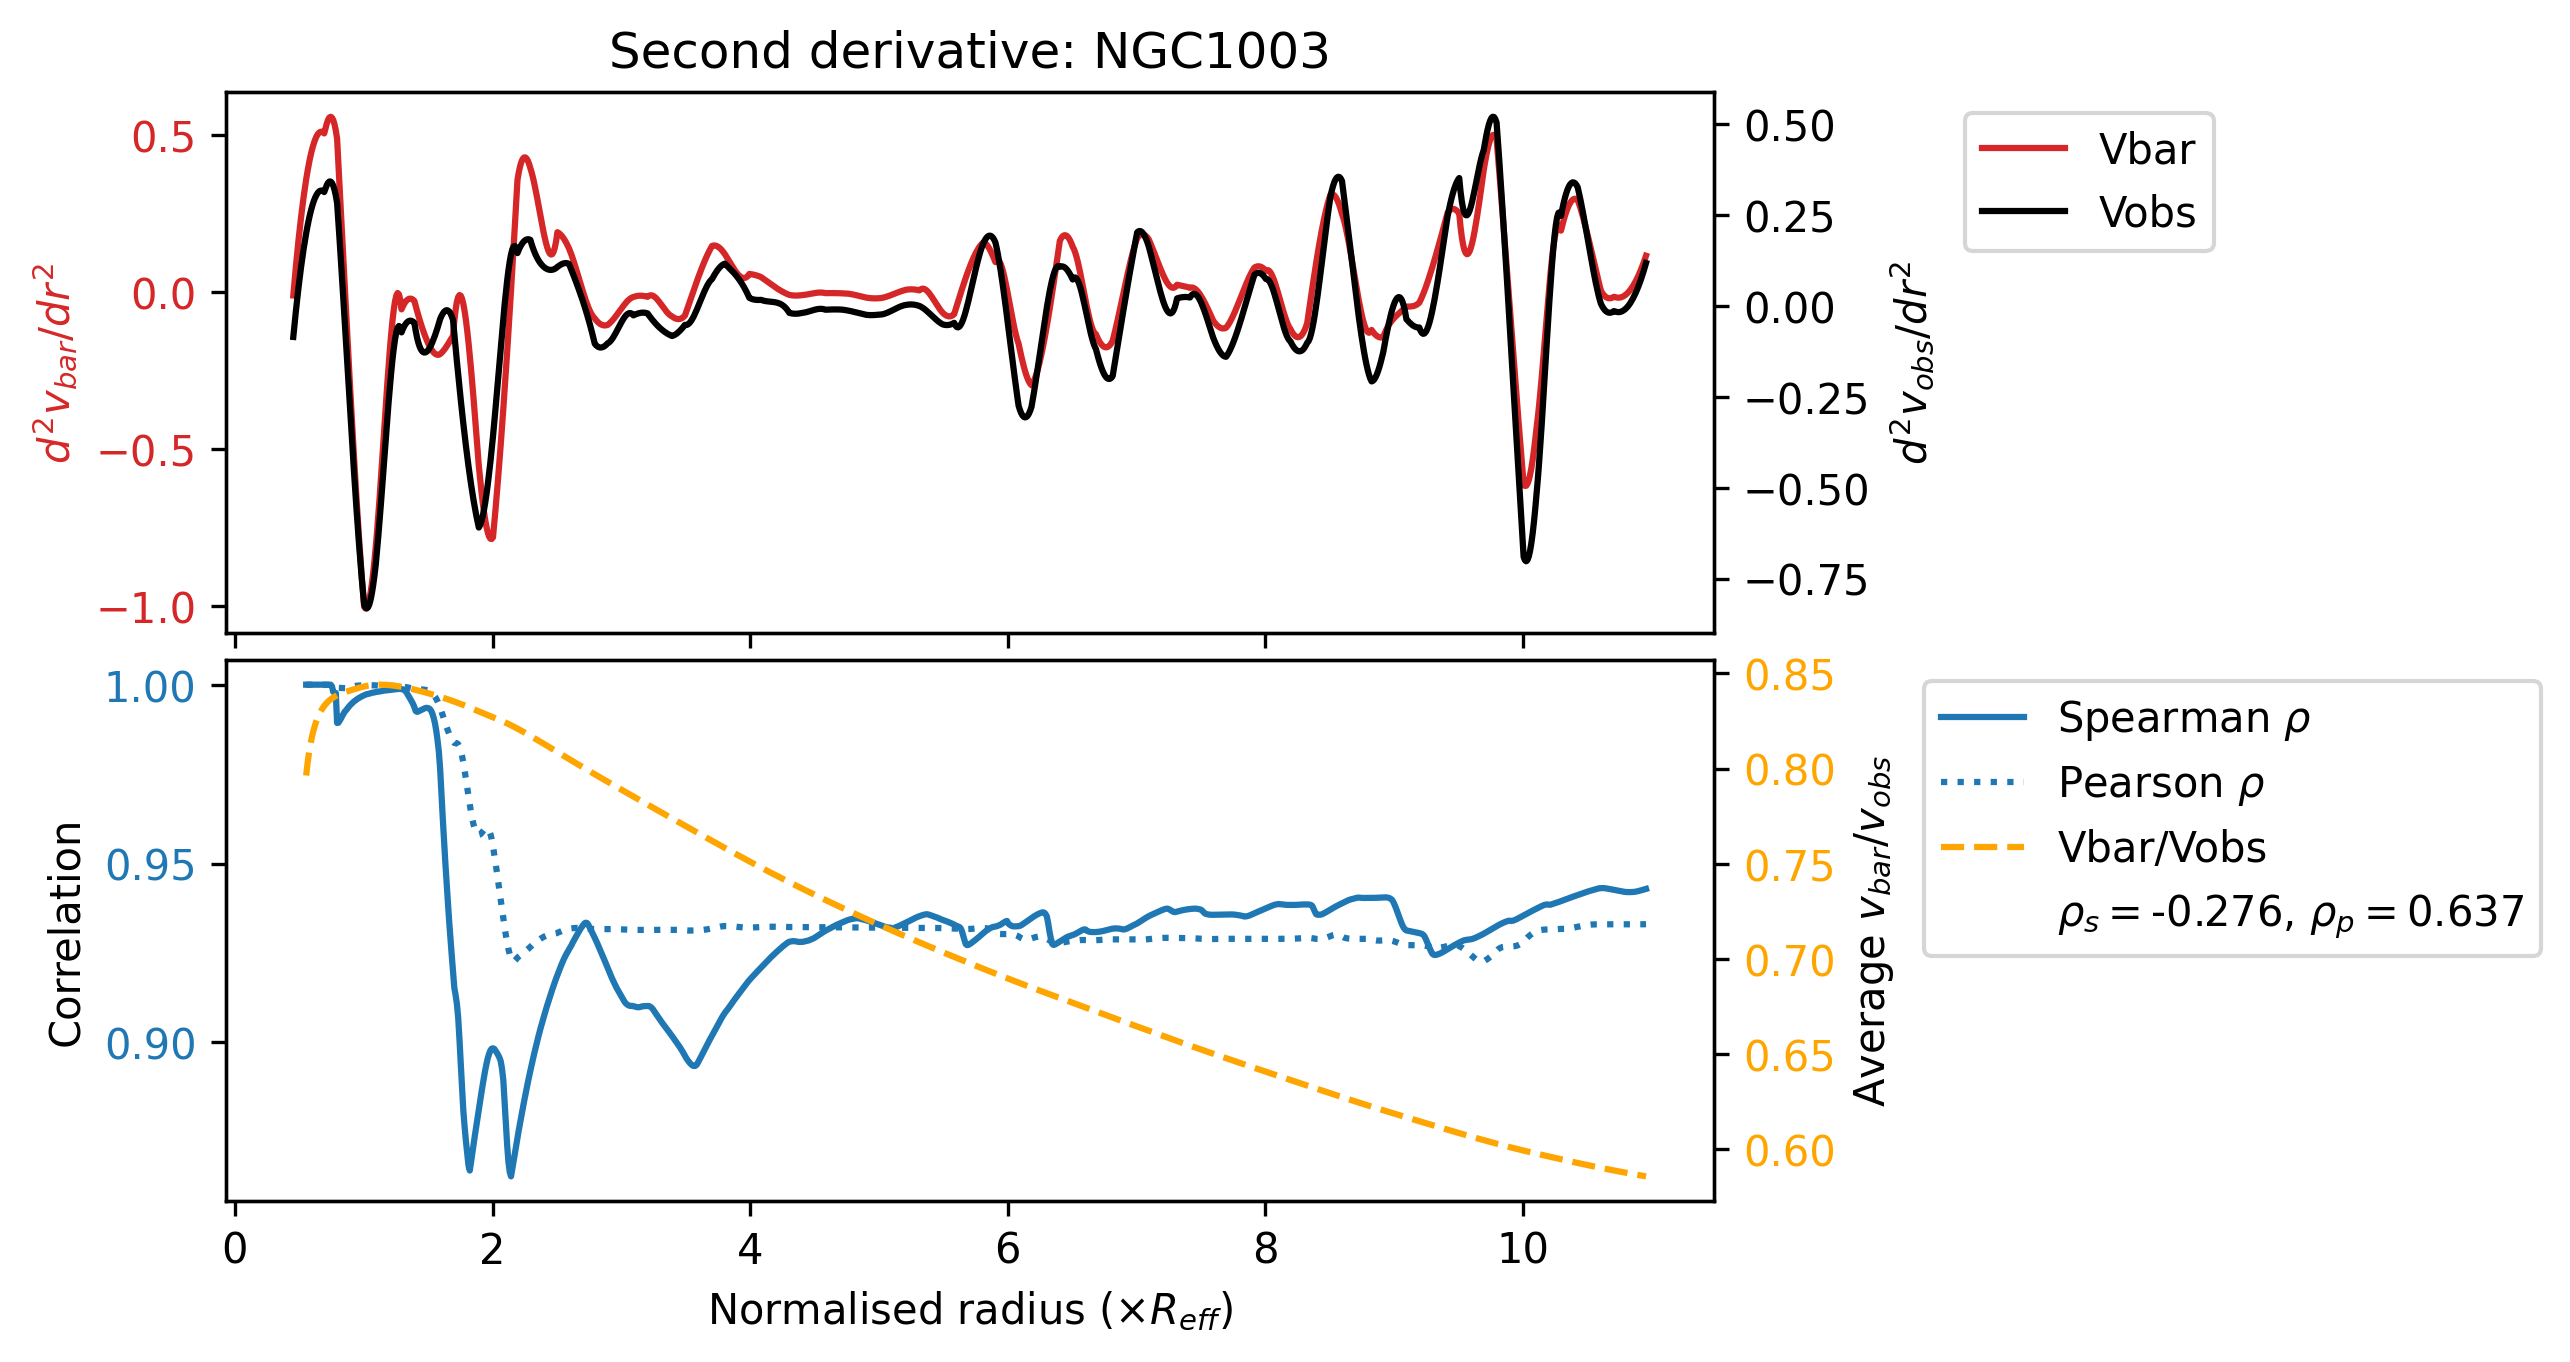 Second derivative: NGC1003
0.5
0.0
−0.5
−1.0
d²v_bar/dr²
0.50
0.25
0.00
−0.25
−0.50
−0.75
d²v_obs/dr²
Vbar
Vobs
1.00
0.95
0.90
Correlation
0.85
0.80
0.75
0.70
0.65
0.60
Average v_bar/v_obs
Spearman ρ
Pearson ρ
Vbar/Vobs
ρ_s = -0.276, ρ_p = 0.637
0 2 4 6 8 10
Normalised radius (×R_eff)